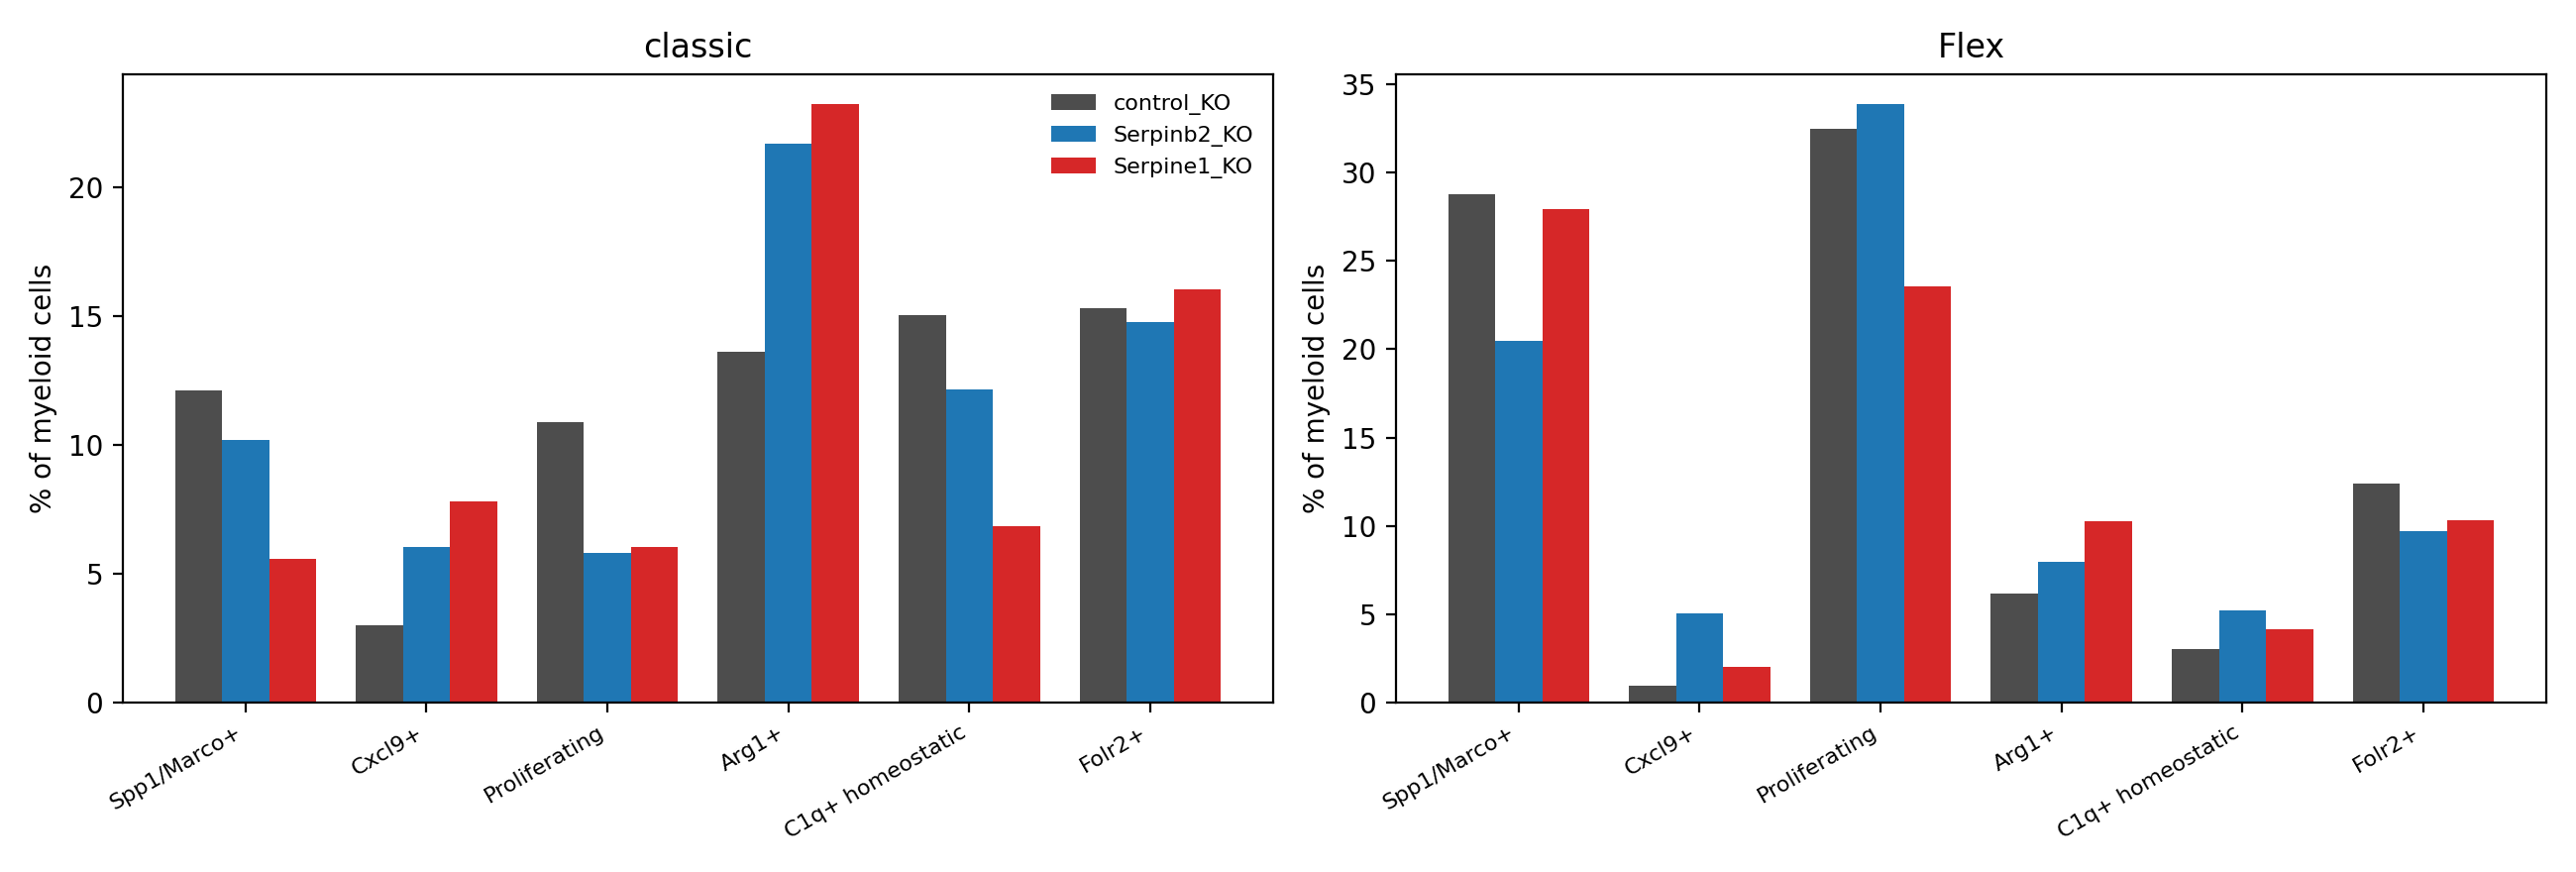 classic
% of myeloid cells
20
15
10
5
0
control_KO
Serpinb2_KO
Serpine1_KO
Spp1/Marco+
Cxcl9+
Proliferating
Arg1+
C1q+ homeostatic
Folr2+
Flex
% of myeloid cells
35
30
25
20
15
10
5
0
Spp1/Marco+
Cxcl9+
Proliferating
Arg1+
C1q+ homeostatic
Folr2+